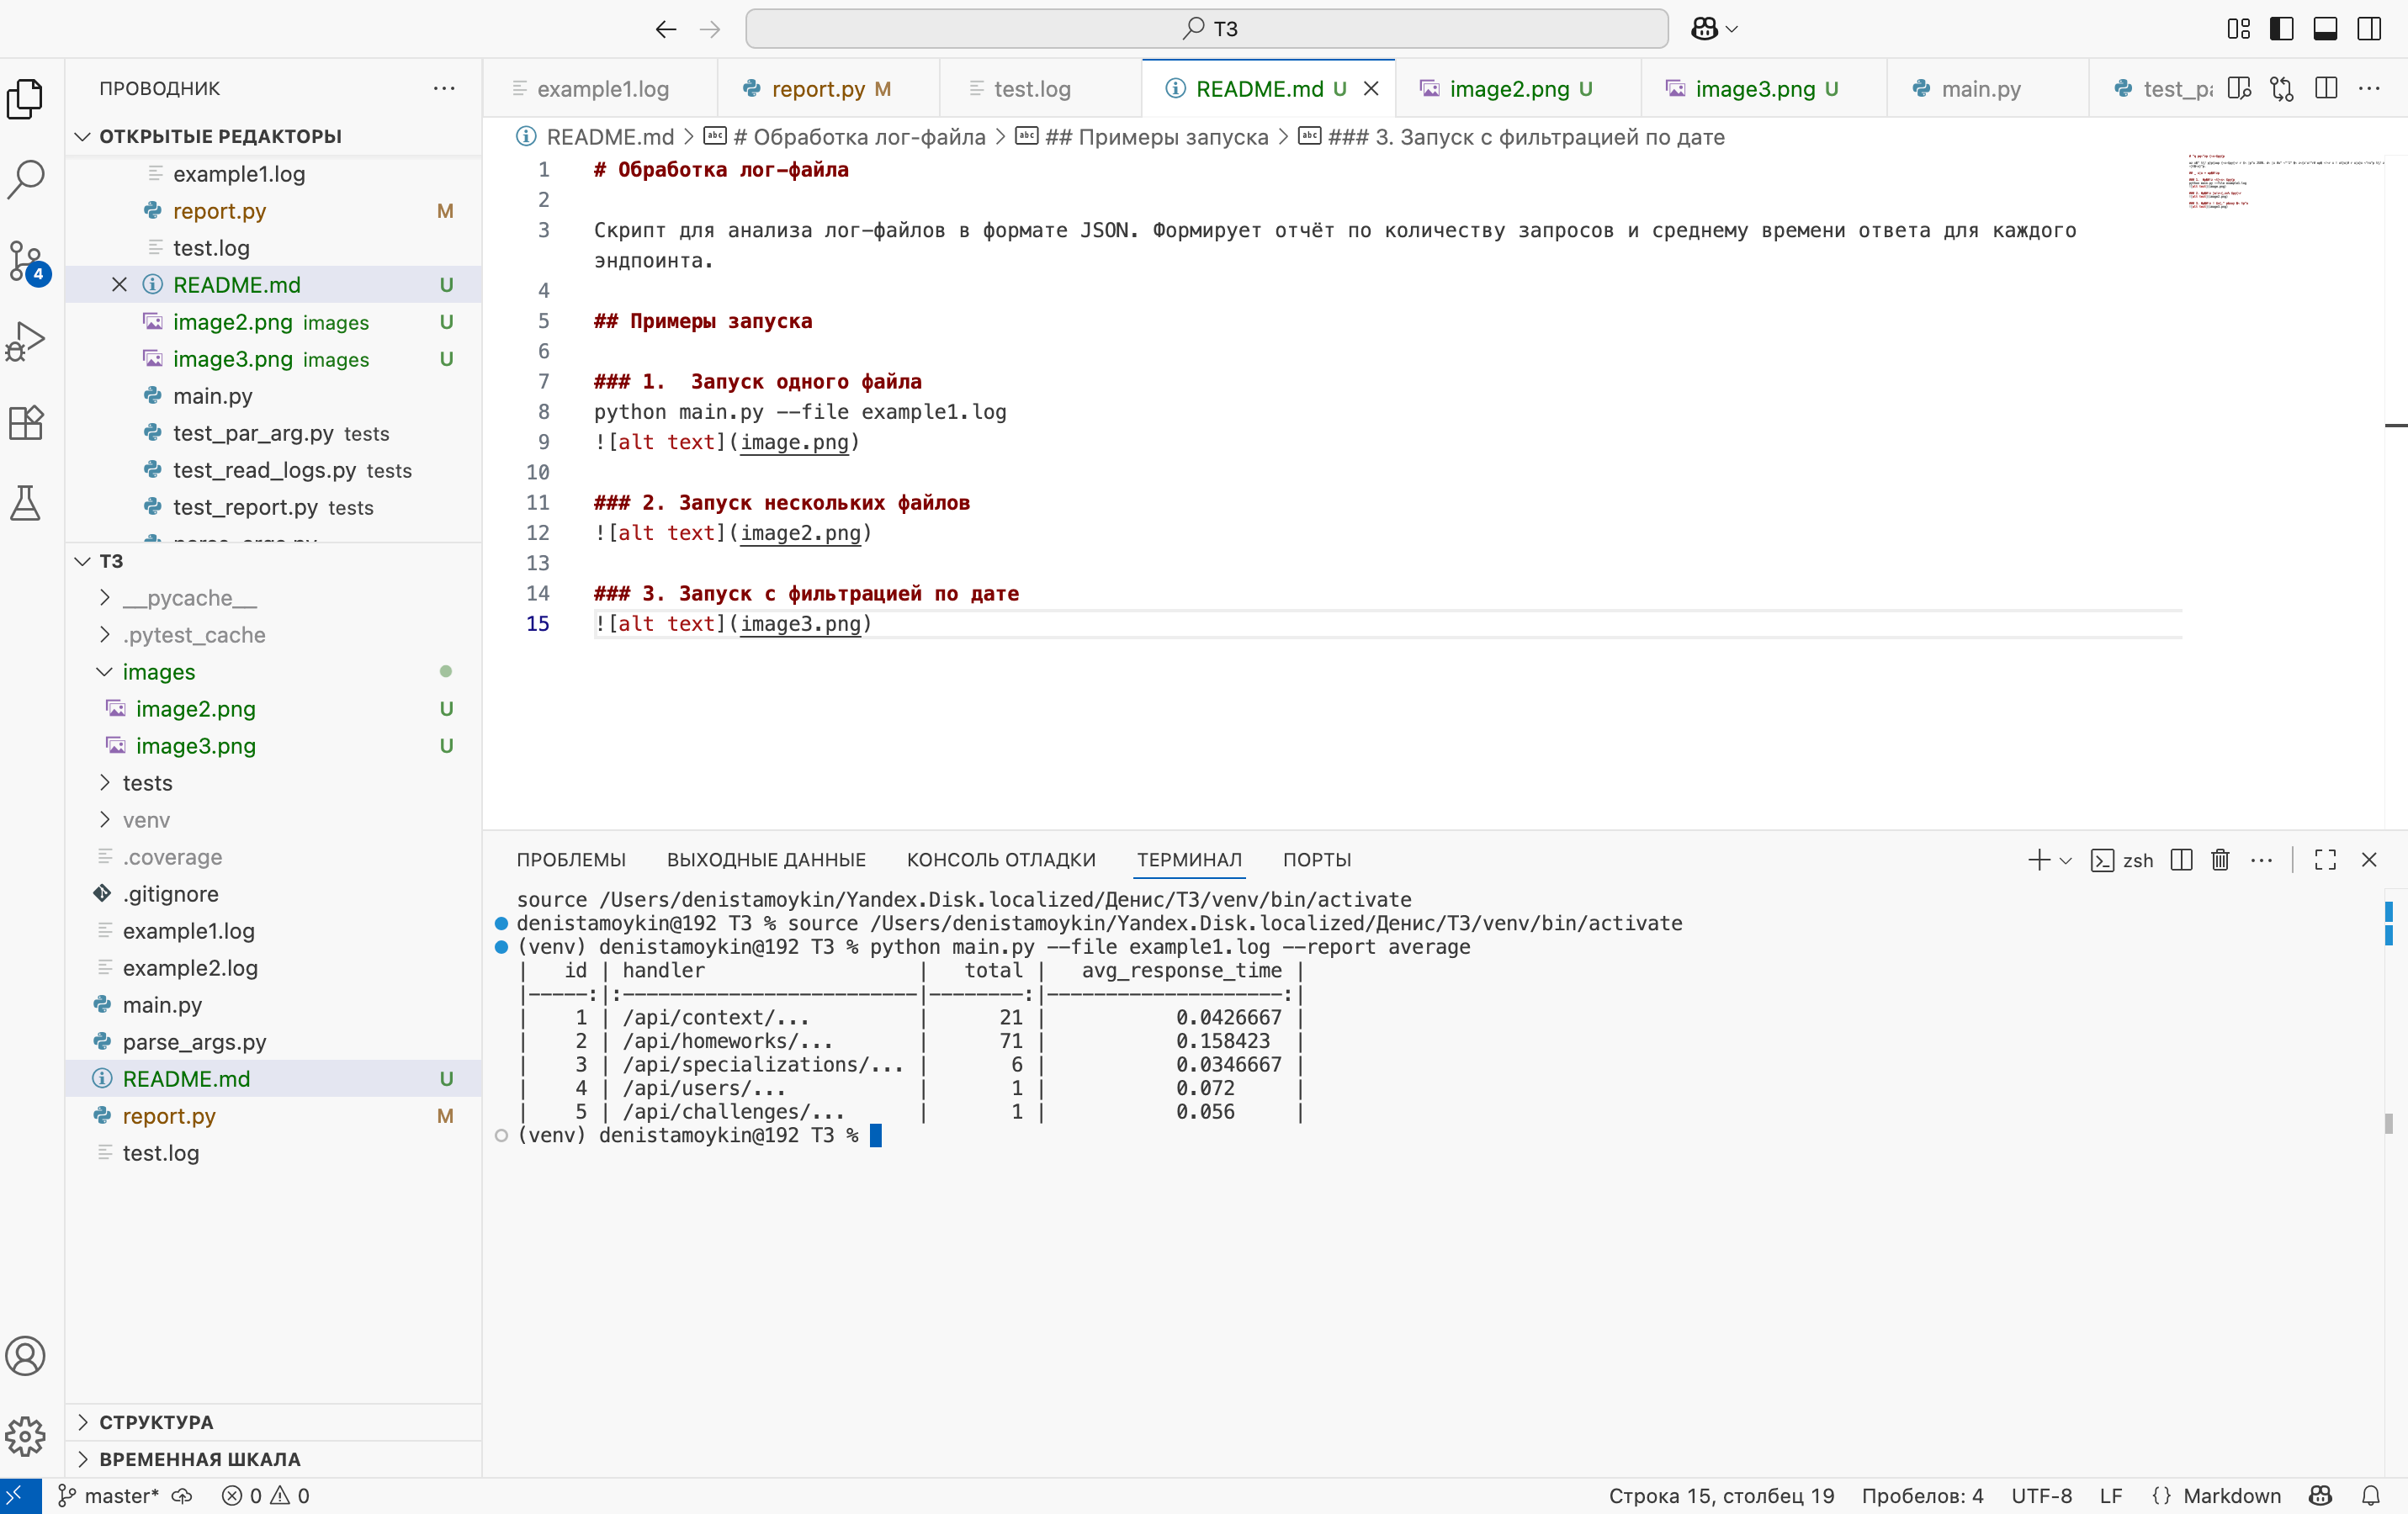 ТЗ
ПРОВОДНИК
ОТКРЫТЫЕ РЕДАКТОРЫ
example1.log
report.py M
test.log
README.md U
image2.png images U
image3.png images U
main.py
test_par_arg.py tests
test_read_logs.py tests
test_report.py tests
parse_args.py
ТЗ
__pycache__
.pytest_cache
images
image2.png U
image3.png U
tests
venv
.coverage
.gitignore
example1.log
example2.log
main.py
parse_args.py
README.md U
report.py M
test.log
СТРУКТУРА
ВРЕМЕННАЯ ШКАЛА
4
example1.log report.py M test.log README.md U image2.png U image3.png U main.py test_pa
README.md > # Обработка лог-файла > ## Примеры запуска > ### 3. Запуск с фильтрацией по дате
1 # Обработка лог-файла
2
3 Скрипт для анализа лог-файлов в формате JSON. Формирует отчёт по количеству запросов и среднему времени ответа для каждого
эндпоинта.
4
5 ## Примеры запуска
6
7 ### 1.  Запуск одного файла
8 python main.py --file example1.log
9 ![alt text](image.png)
10
11 ### 2. Запуск нескольких файлов
12 ![alt text](image2.png)
13
14 ### 3. Запуск с фильтрацией по дате
15 ![alt text](image3.png)
ПРОБЛЕМЫ ВЫХОДНЫЕ ДАННЫЕ КОНСОЛЬ ОТЛАДКИ ТЕРМИНАЛ ПОРТЫ zsh
source /Users/denistamoykin/Yandex.Disk.localized/Денис/ТЗ/venv/bin/activate
denistamoykin@192 ТЗ % source /Users/denistamoykin/Yandex.Disk.localized/Денис/ТЗ/venv/bin/activate
(venv) denistamoykin@192 ТЗ % python main.py --file example1.log --report average
|   id | handler                  |   total |   avg_response_time |
|-----:|:-------------------------|--------:|--------------------:|
|    1 | /api/context/...         |      21 |           0.0426667 |
|    2 | /api/homeworks/...       |      71 |           0.158423  |
|    3 | /api/specializations/... |       6 |           0.0346667 |
|    4 | /api/users/...           |       1 |           0.072     |
|    5 | /api/challenges/...      |       1 |           0.056     |
(venv) denistamoykin@192 ТЗ %
master* 0 0 Строка 15, столбец 19 Пробелов: 4 UTF-8 LF {} Markdown